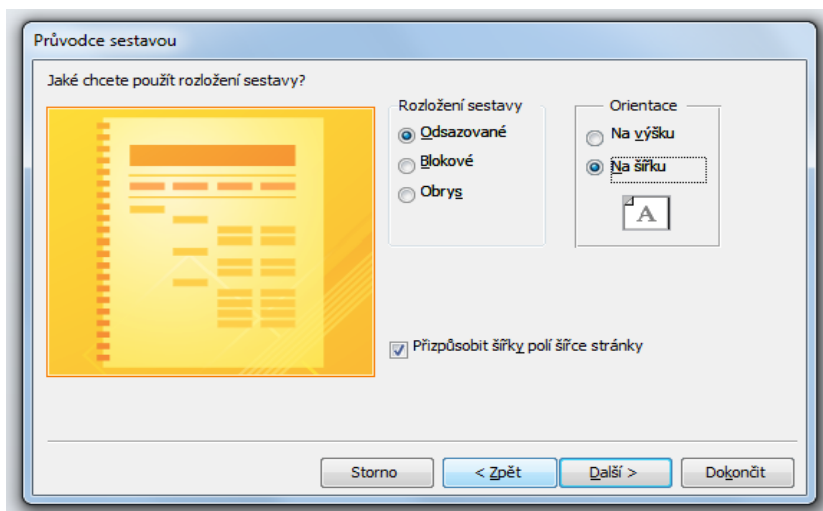 Průvodce sestavou
Jaké chcete použít rozložení sestavy?
Rozložení sestavy
Odsazované
Blokové
Obrys
Orientace
Na výšku
Na šířku
A
Přizpůsobit šířky polí šířce stránky
Storno
< Zpět
Další >
Dokončit